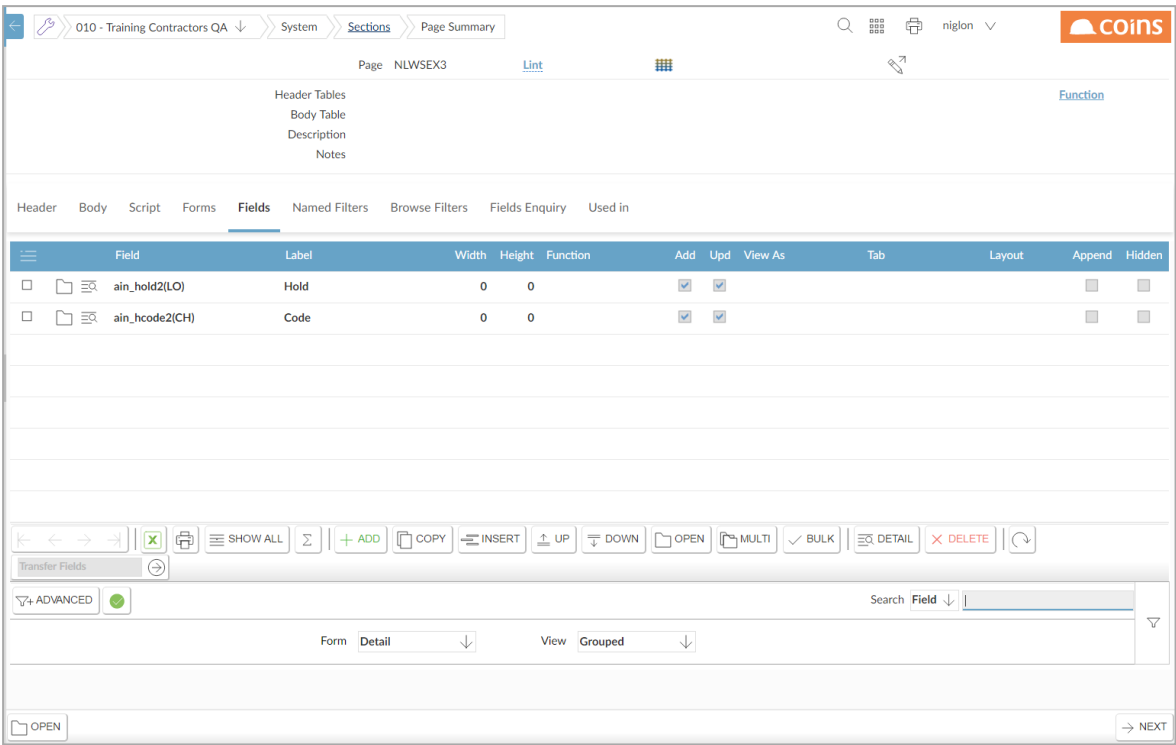 010 - Training Contractors QA System Sections Page Summary niglon coins
Page NLWSEX3 Lint
Header Tables Function
Body Table
Description
Notes
Header Body Script Forms Fields Named Filters Browse Filters Fields Enquiry Used in
Field Label Width Height Function Add Upd View As Tab Layout Append Hidden
ain_hold2(LO) Hold 0 0
ain_hcode2(CH) Code 0 0
SHOW ALL Σ + ADD COPY INSERT UP DOWN OPEN MULTI BULK DETAIL DELETE
Transfer Fields
ADVANCED Search Field
Form Detail View Grouped
OPEN NEXT